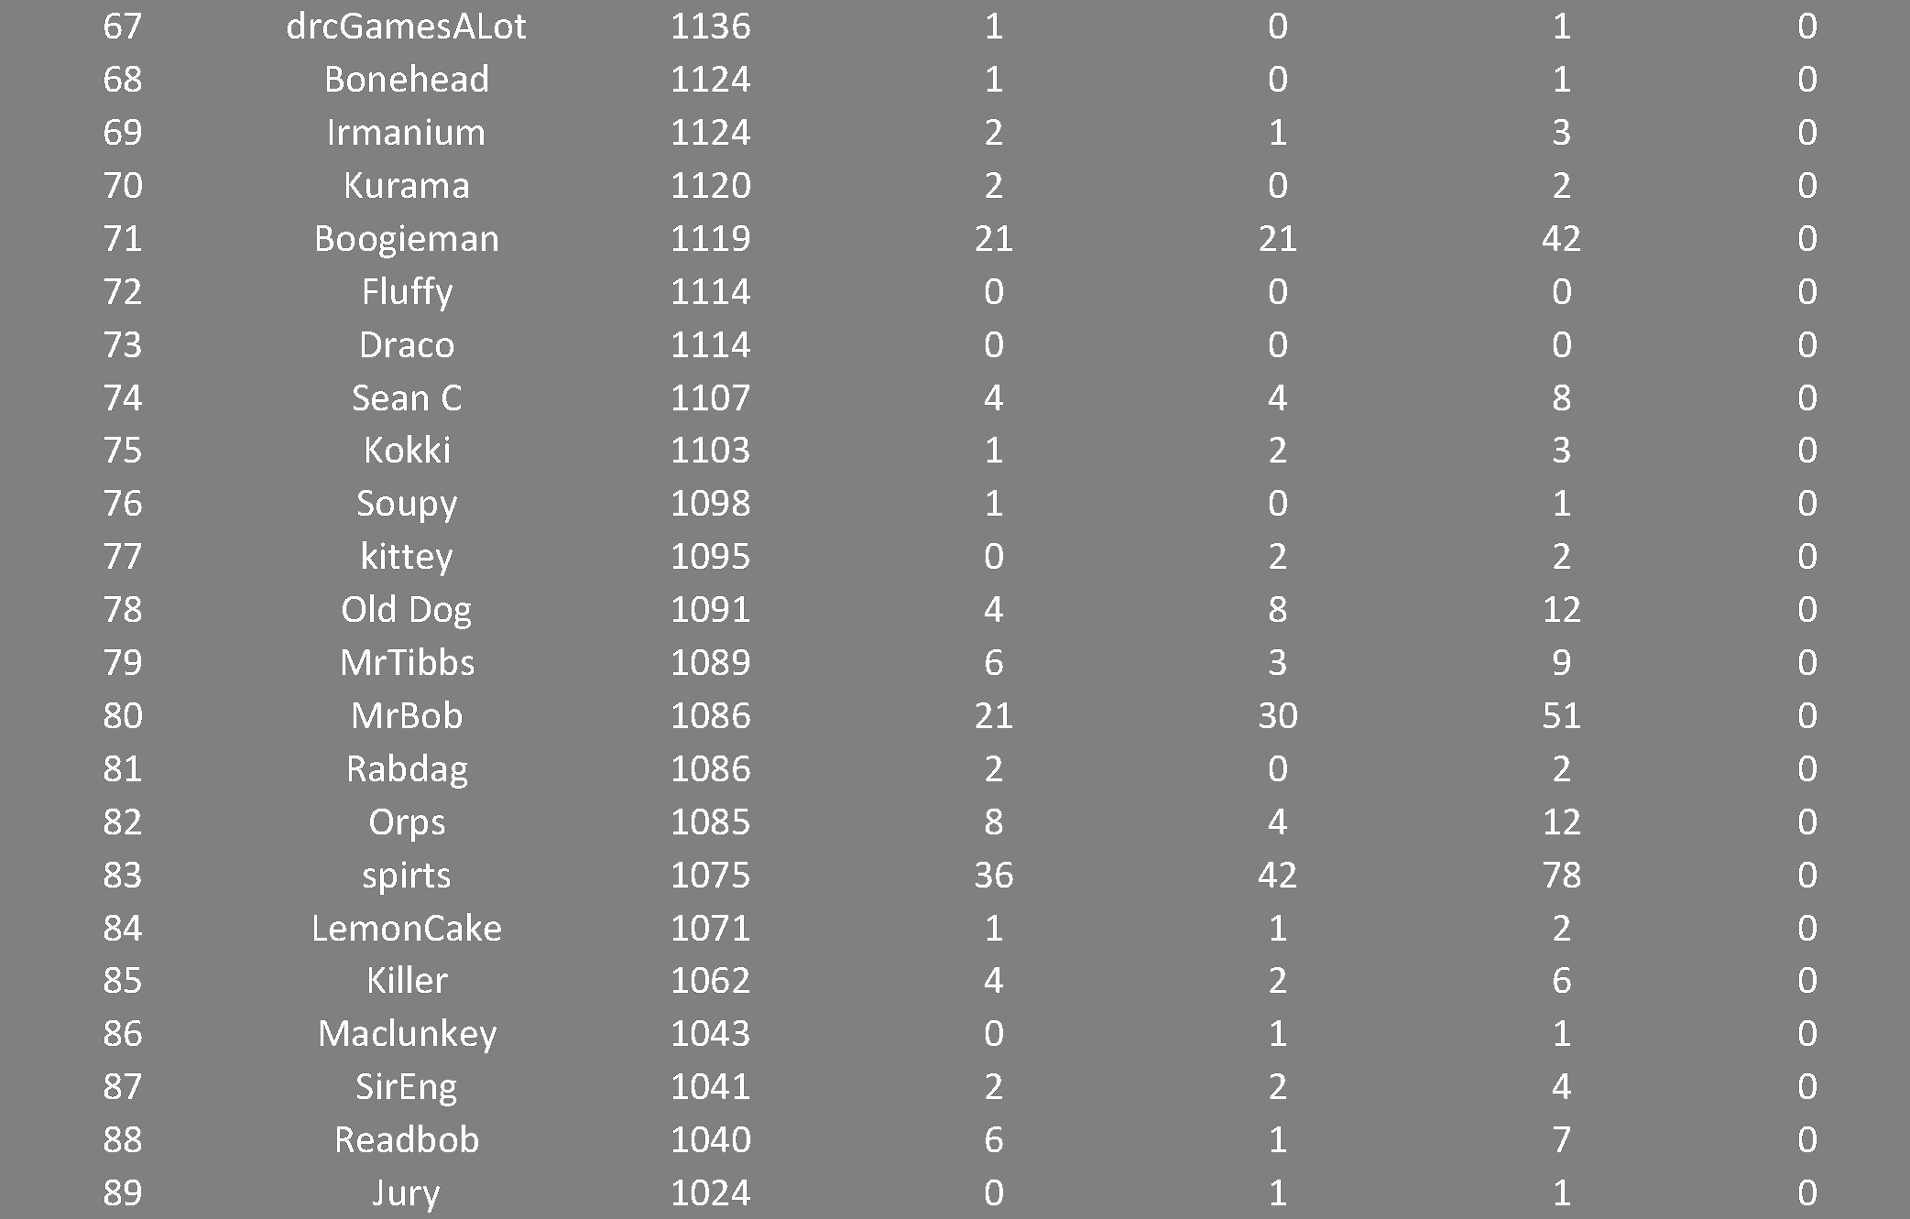 67 drcGamesALot 1136 1 0 1 0
68 Bonehead 1124 1 0 1 0
69 Irmanium 1124 2 1 3 0
70 Kurama 1120 2 0 2 0
71 Boogieman 1119 21 21 42 0
72 Fluffy 1114 0 0 0 0
73 Draco 1114 0 0 0 0
74 Sean C 1107 4 4 8 0
75 Kokki 1103 1 2 3 0
76 Soupy 1098 1 0 1 0
77 kittey 1095 0 2 2 0
78 Old Dog 1091 4 8 12 0
79 MrTibbs 1089 6 3 9 0
80 MrBob 1086 21 30 51 0
81 Rabdag 1086 2 0 2 0
82 Orps 1085 8 4 12 0
83 spirts 1075 36 42 78 0
84 LemonCake 1071 1 1 2 0
85 Killer 1062 4 2 6 0
86 Maclunkey 1043 0 1 1 0
87 SirEng 1041 2 2 4 0
88 Readbob 1040 6 1 7 0
89 Jury 1024 0 1 1 0